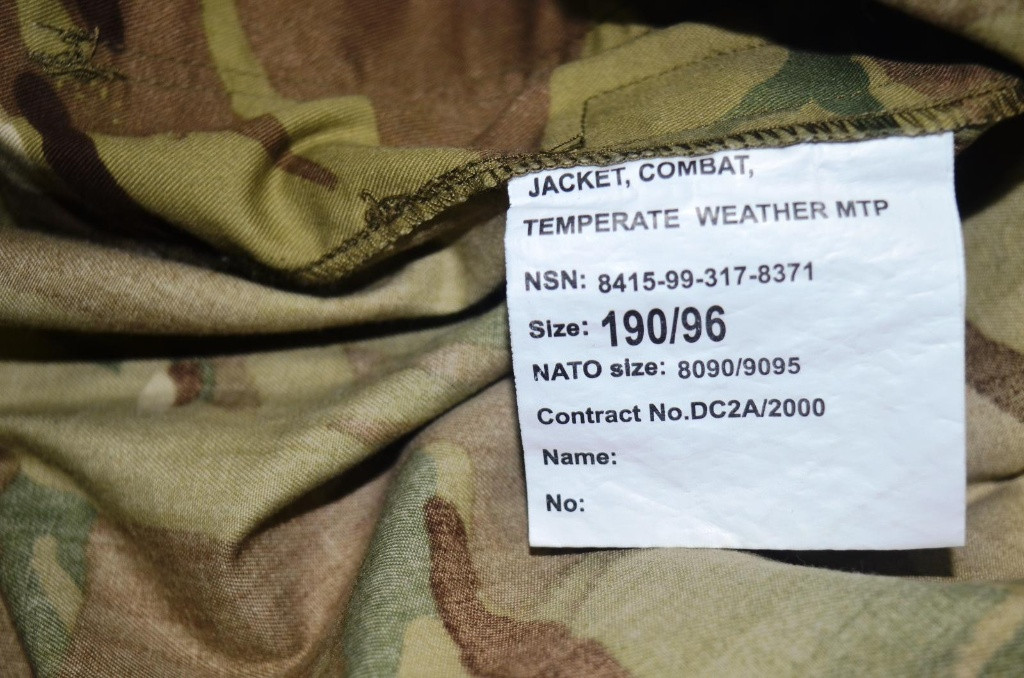 JACKET, COMBAT,
TEMPERATE WEATHER MTP
NSN: 8415-99-317-8371
Size: 190/96
NATO size: 8090/9095
Contract No.DC2A/2000
Name:
No: